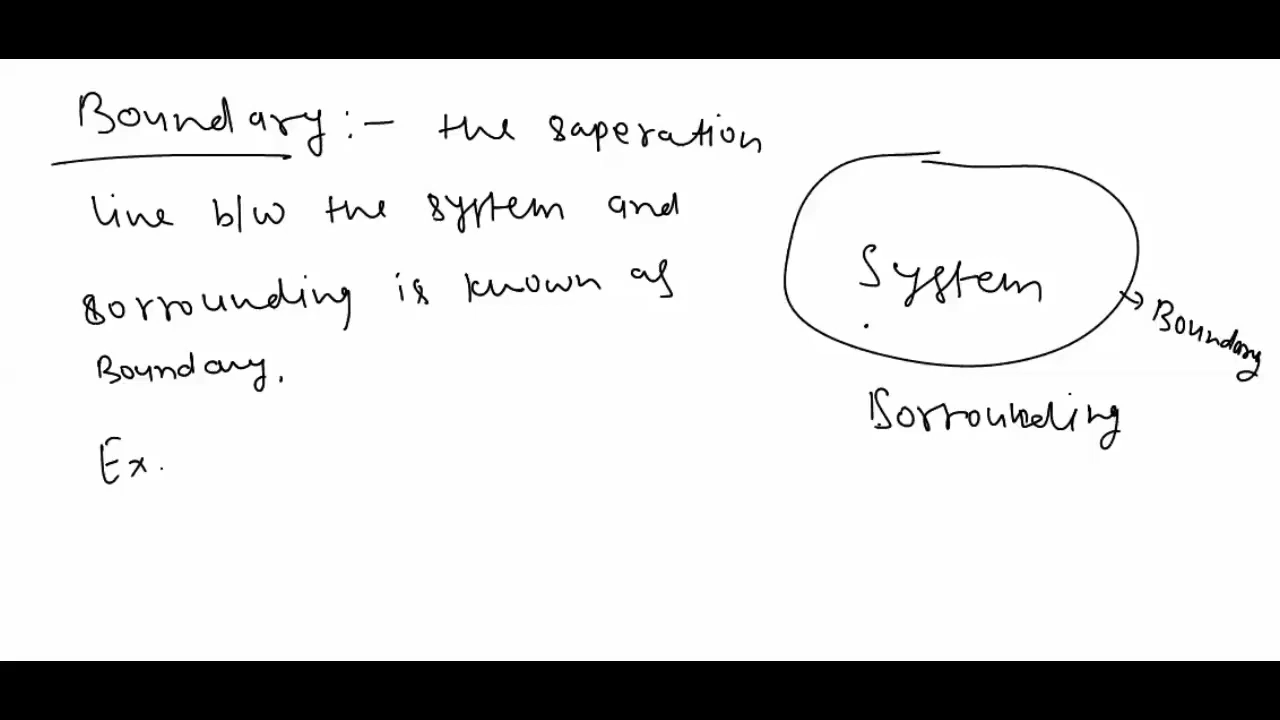 Boundary :- the saperation
line b/w the system and
sorrounding is known as
Boundary.
Ex.
System
Boundary
Sorrounding